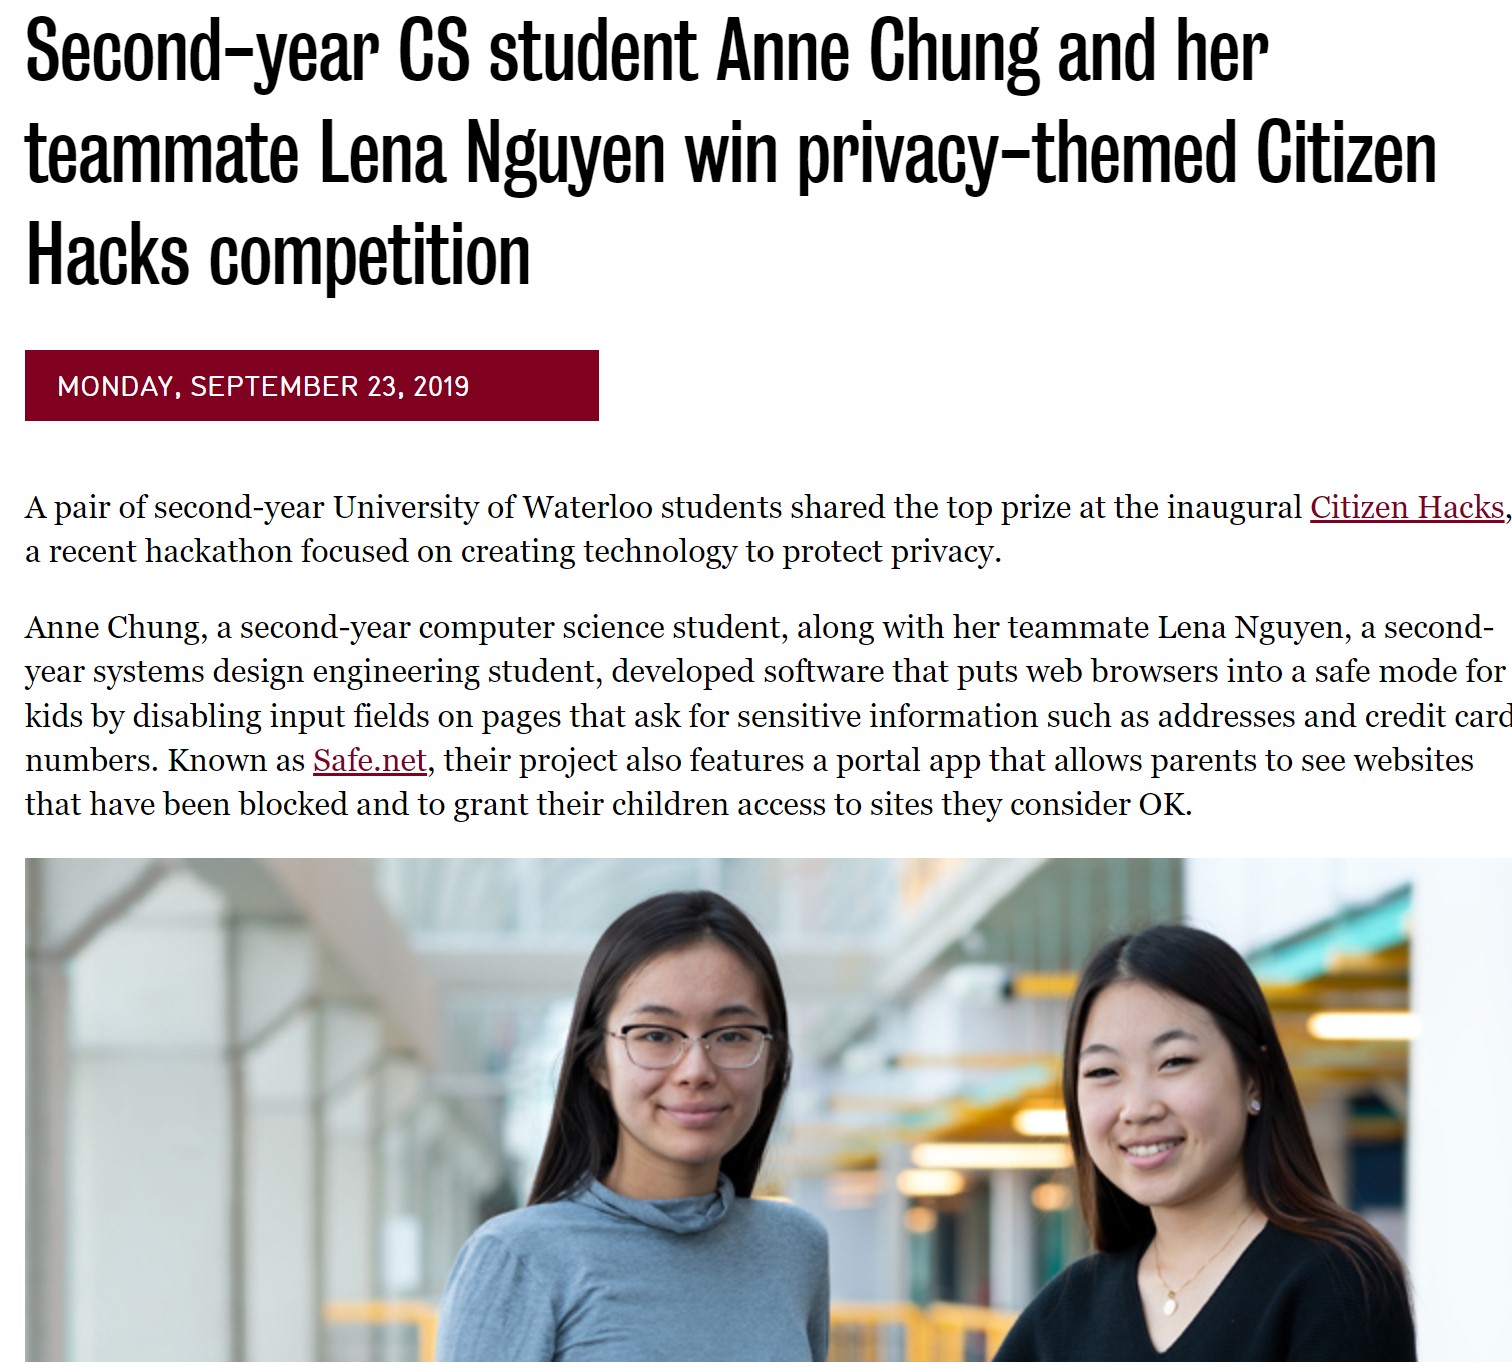 Second-year CS student Anne Chung and her
teammate Lena Nguyen win privacy-themed Citizen
Hacks competition
MONDAY, SEPTEMBER 23, 2019
A pair of second-year University of Waterloo students shared the top prize at the inaugural Citizen Hacks,
a recent hackathon focused on creating technology to protect privacy.
Anne Chung, a second-year computer science student, along with her teammate Lena Nguyen, a second-
year systems design engineering student, developed software that puts web browsers into a safe mode for
kids by disabling input fields on pages that ask for sensitive information such as addresses and credit card
numbers. Known as Safe.net, their project also features a portal app that allows parents to see websites
that have been blocked and to grant their children access to sites they consider OK.